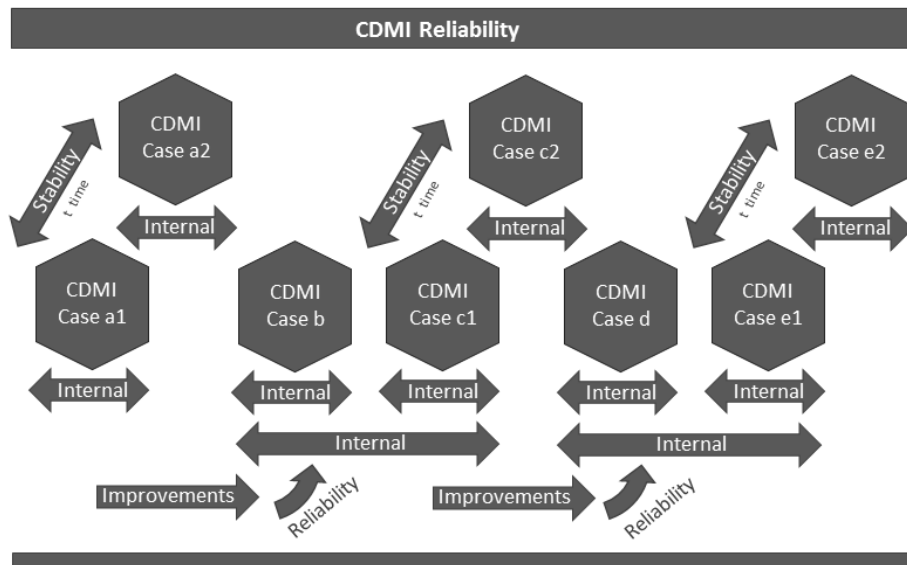 CDMI Reliability
CDMI
Case a2
CDMI
Case c2
CDMI
Case e2
Stability
t time
Stability
t time
Stability
t time
Internal
Internal
Internal
CDMI
Case a1
CDMI
Case b
CDMI
Case c1
CDMI
Case d
CDMI
Case e1
Internal
Internal
Internal
Internal
Internal
Internal
Internal
Improvements
Reliability
Improvements
Reliability